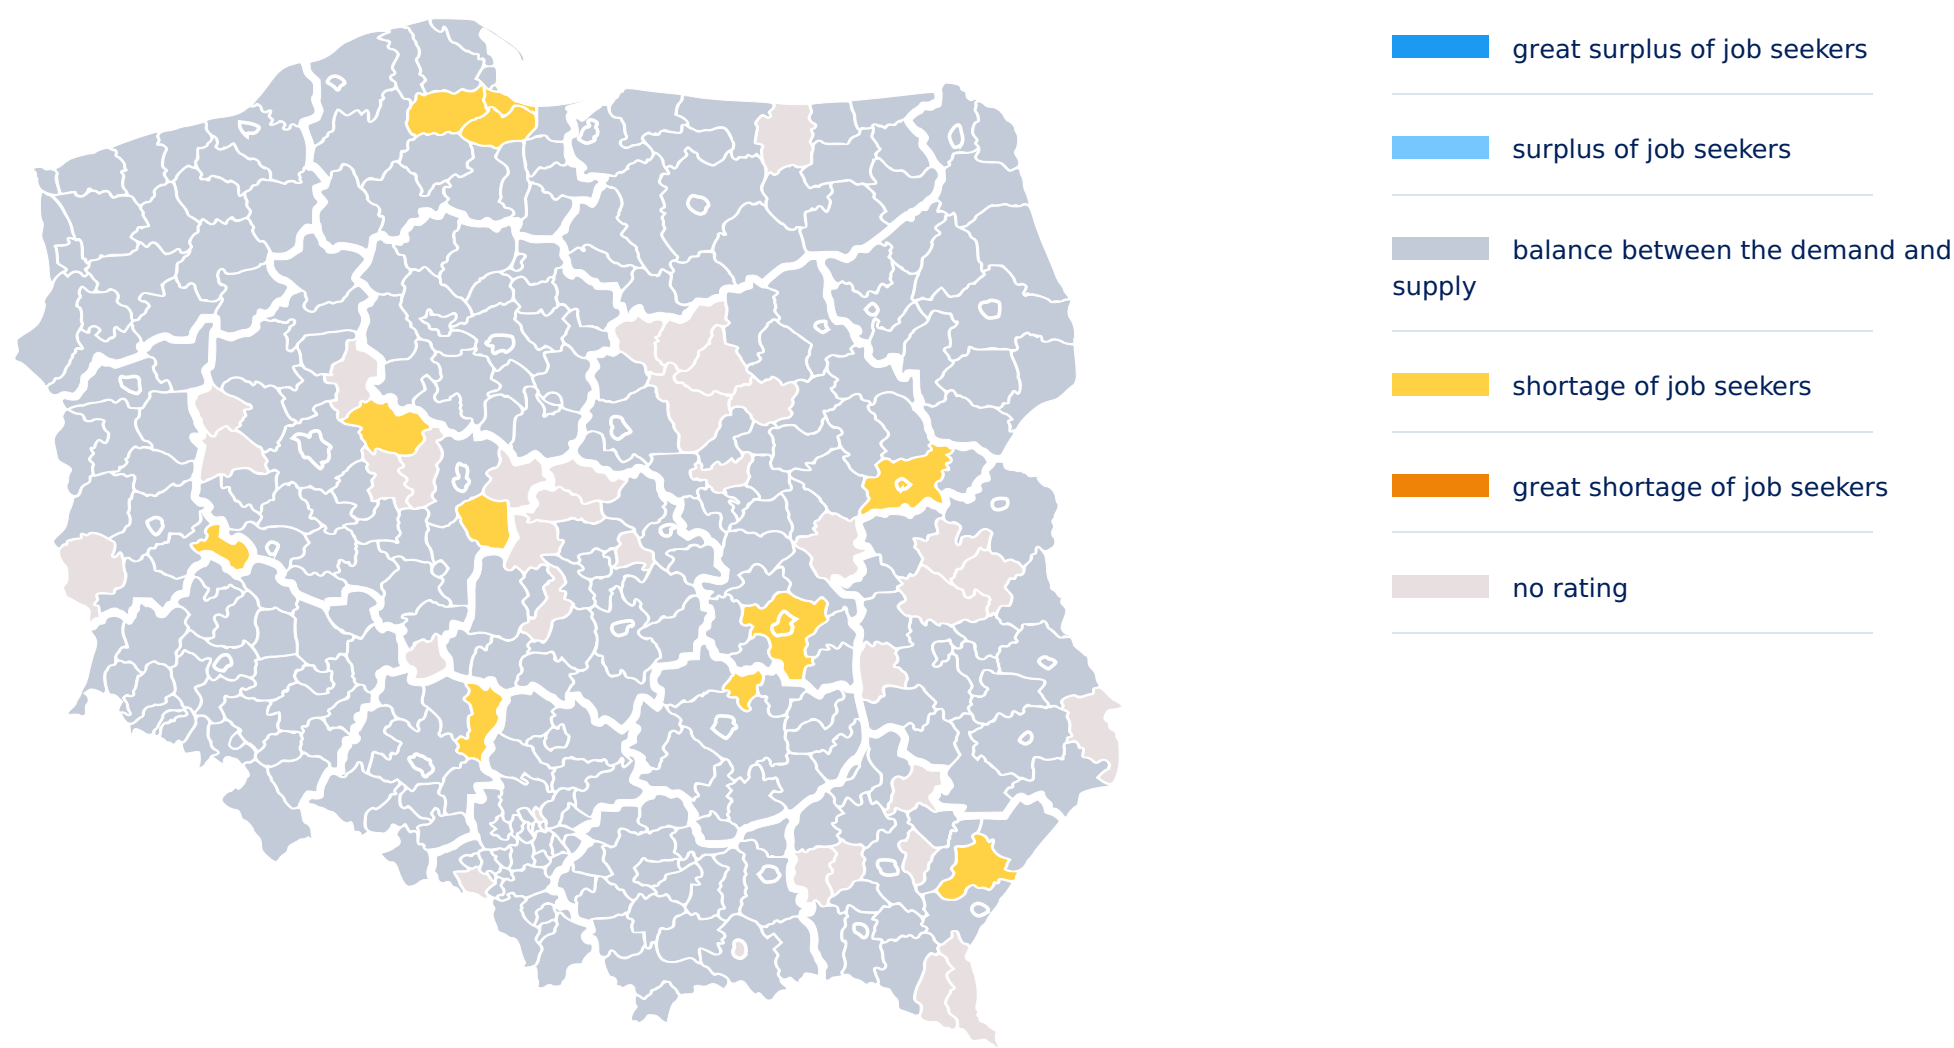 great surplus of job seekers
surplus of job seekers
balance between the demand and
supply
shortage of job seekers
great shortage of job seekers
no rating